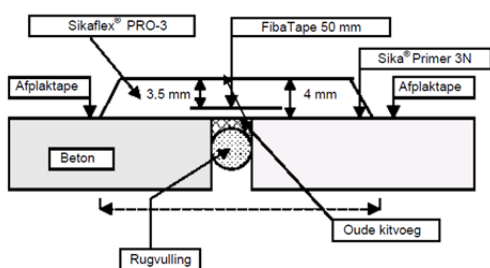 Sikaflex® PRO-3
FibaTape 50 mm
Sika® Primer 3N
Afplaktape
3.5 mm
4 mm
Afplaktape
Beton
Oude kitvoeg
Rugvulling